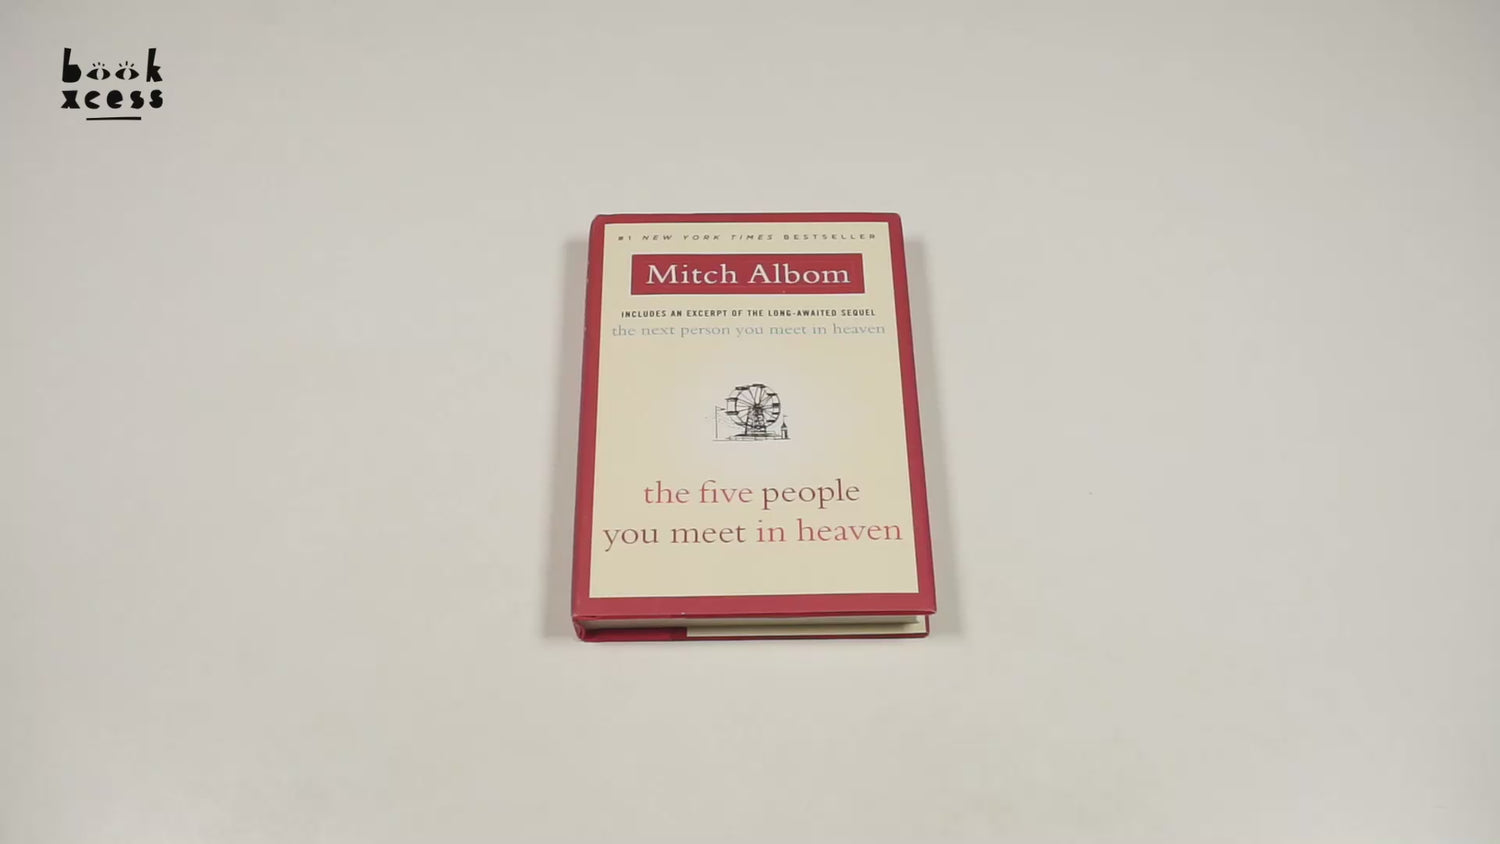 book
xcess
#1 NEW YORK TIMES BESTSELLER
Mitch Albom
INCLUDES AN EXCERPT OF THE LONG-AWAITED SEQUEL
the next person you meet in heaven
the five people
you meet in heaven